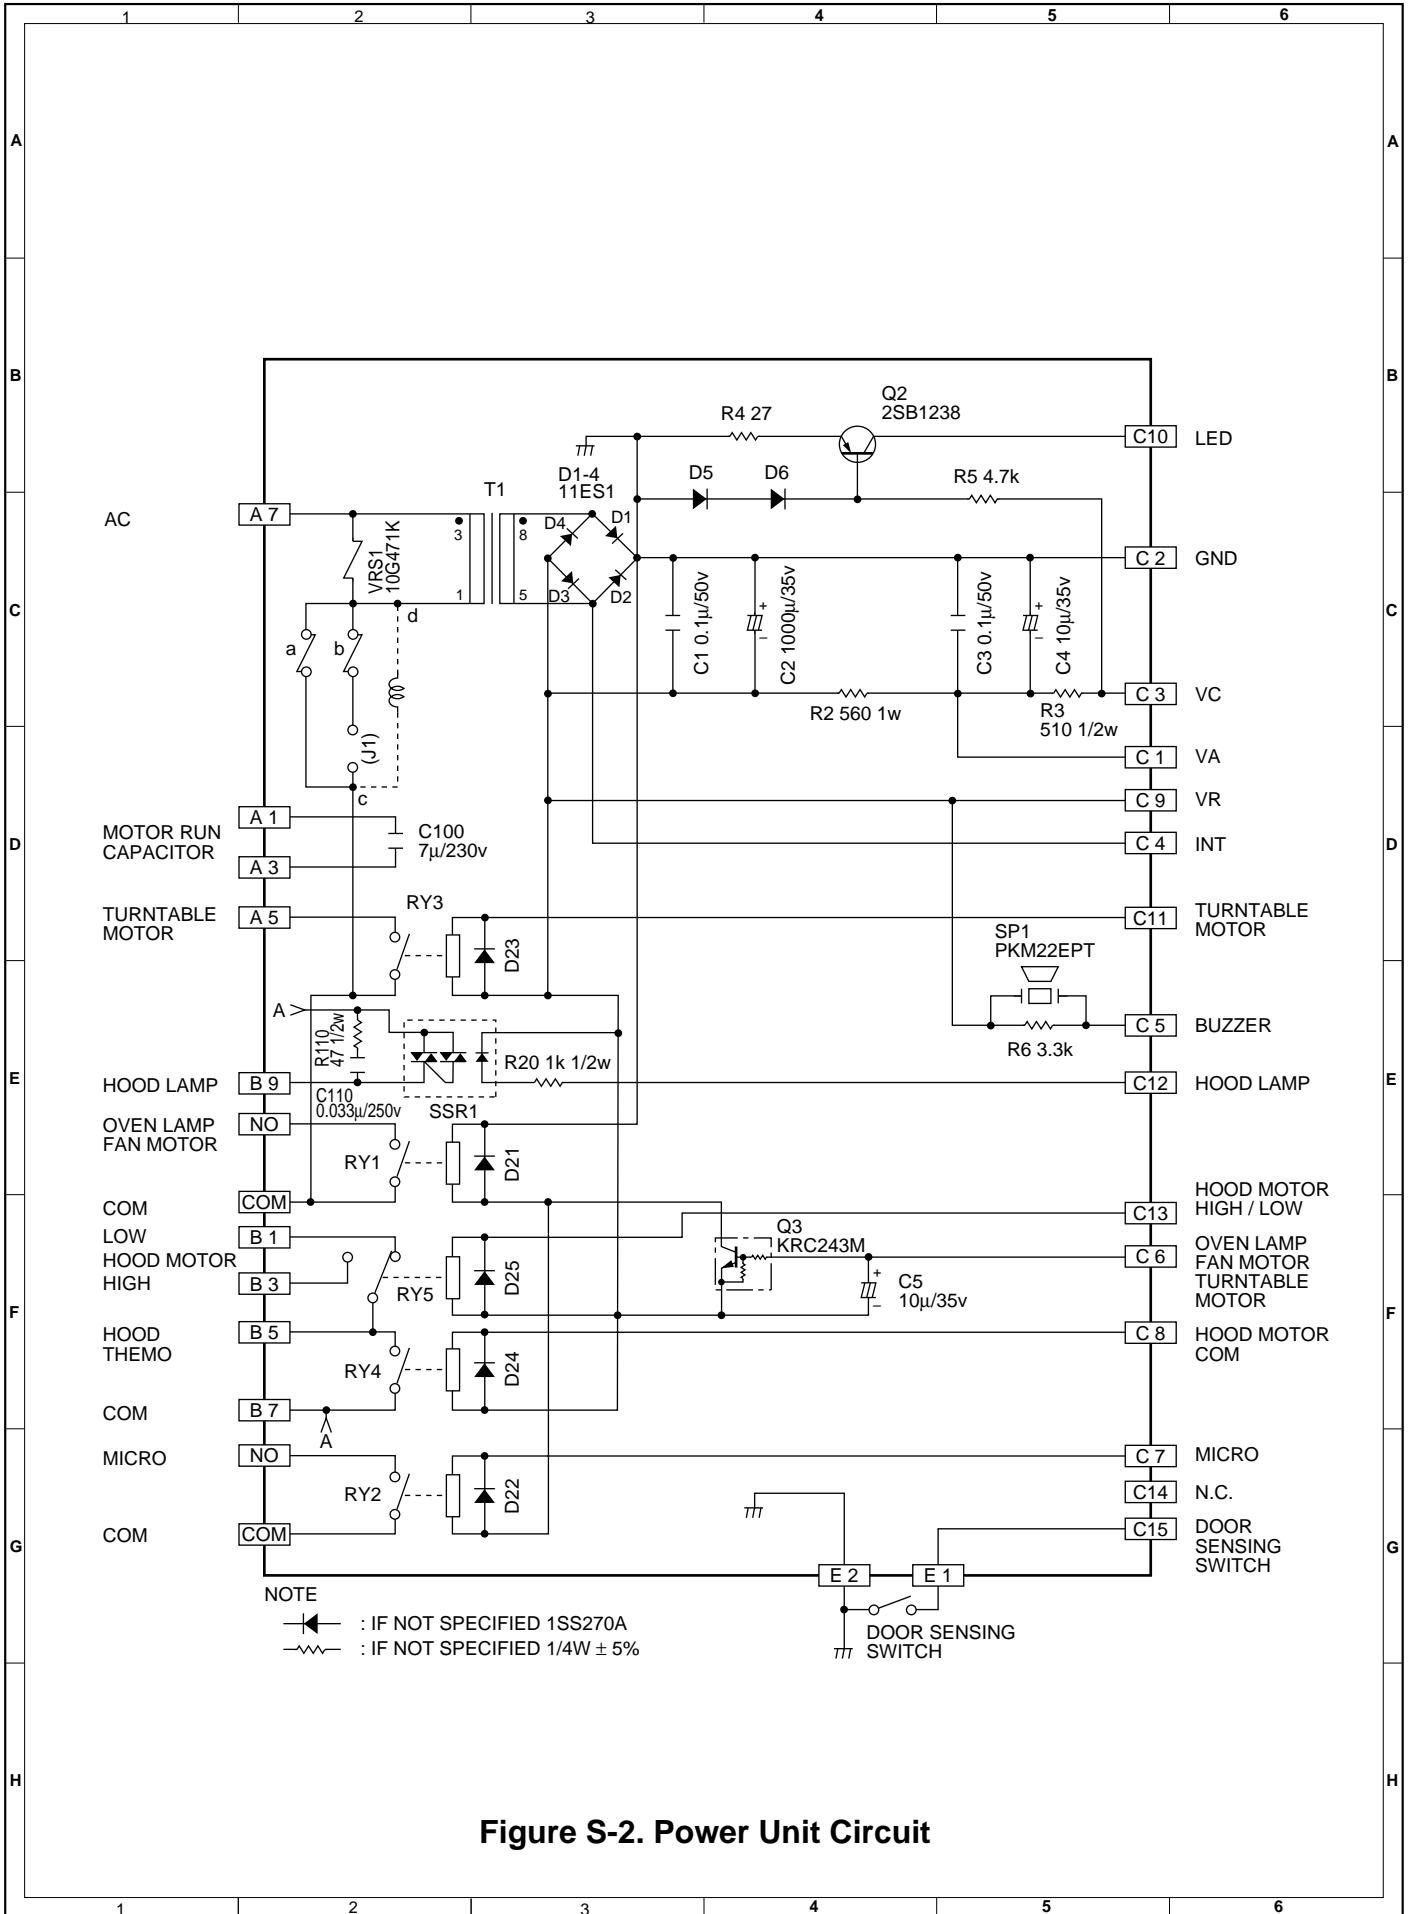 1 2 3 4 5 6
A A
B B
C C
D D
E E
F F
G G
H H
Q2
2SB1238
R4 27
C10 LED
D1-4
11ES1
D5 D6
R5 4.7k
T1
AC A 7
VRS1
10G471K
3 8
D4 D1
C 2 GND
1 5
D3 D2
d
a b
C1 0.1μ/50v
C2 1000μ/35v
C3 0.1μ/50v
C4 10μ/35v
+
–
+
–
C 3 VC
R2 560 1w
R3
510 1/2w
(J1)
C 1 VA
c
C 9 VR
A 1
MOTOR RUN
CAPACITOR
C100
7μ/230v
C 4 INT
A 3
RY3
TURNTABLE
MOTOR
A 5
D23
C11 TURNTABLE
MOTOR
SP1
PKM22EPT
A
R110
47 1/2w
C 5 BUZZER
R6 3.3k
R20 1k 1/2w
HOOD LAMP B 9
C12 HOOD LAMP
C110
0.033μ/250v
SSR1
OVEN LAMP
FAN MOTOR
NO
RY1
D21
COM COM
HOOD MOTOR
HIGH / LOW
C13
LOW B 1
Q3
KRC243M
HOOD MOTOR
HIGH B 3
RY5
D25
C 6 OVEN LAMP
FAN MOTOR
TURNTABLE
MOTOR
+
–
C5
10μ/35v
HOOD
THEMO
B 5
C 8 HOOD MOTOR
COM
RY4
D24
COM B 7
A
MICRO NO
C 7 MICRO
RY2
D22
C14 N.C.
COM COM
C15 DOOR
SENSING
SWITCH
E 2 E 1
NOTE
: IF NOT SPECIFIED 1SS270A
: IF NOT SPECIFIED 1/4W ± 5%
DOOR SENSING
SWITCH
Figure S-2. Power Unit Circuit
1 2 3 4 5 6